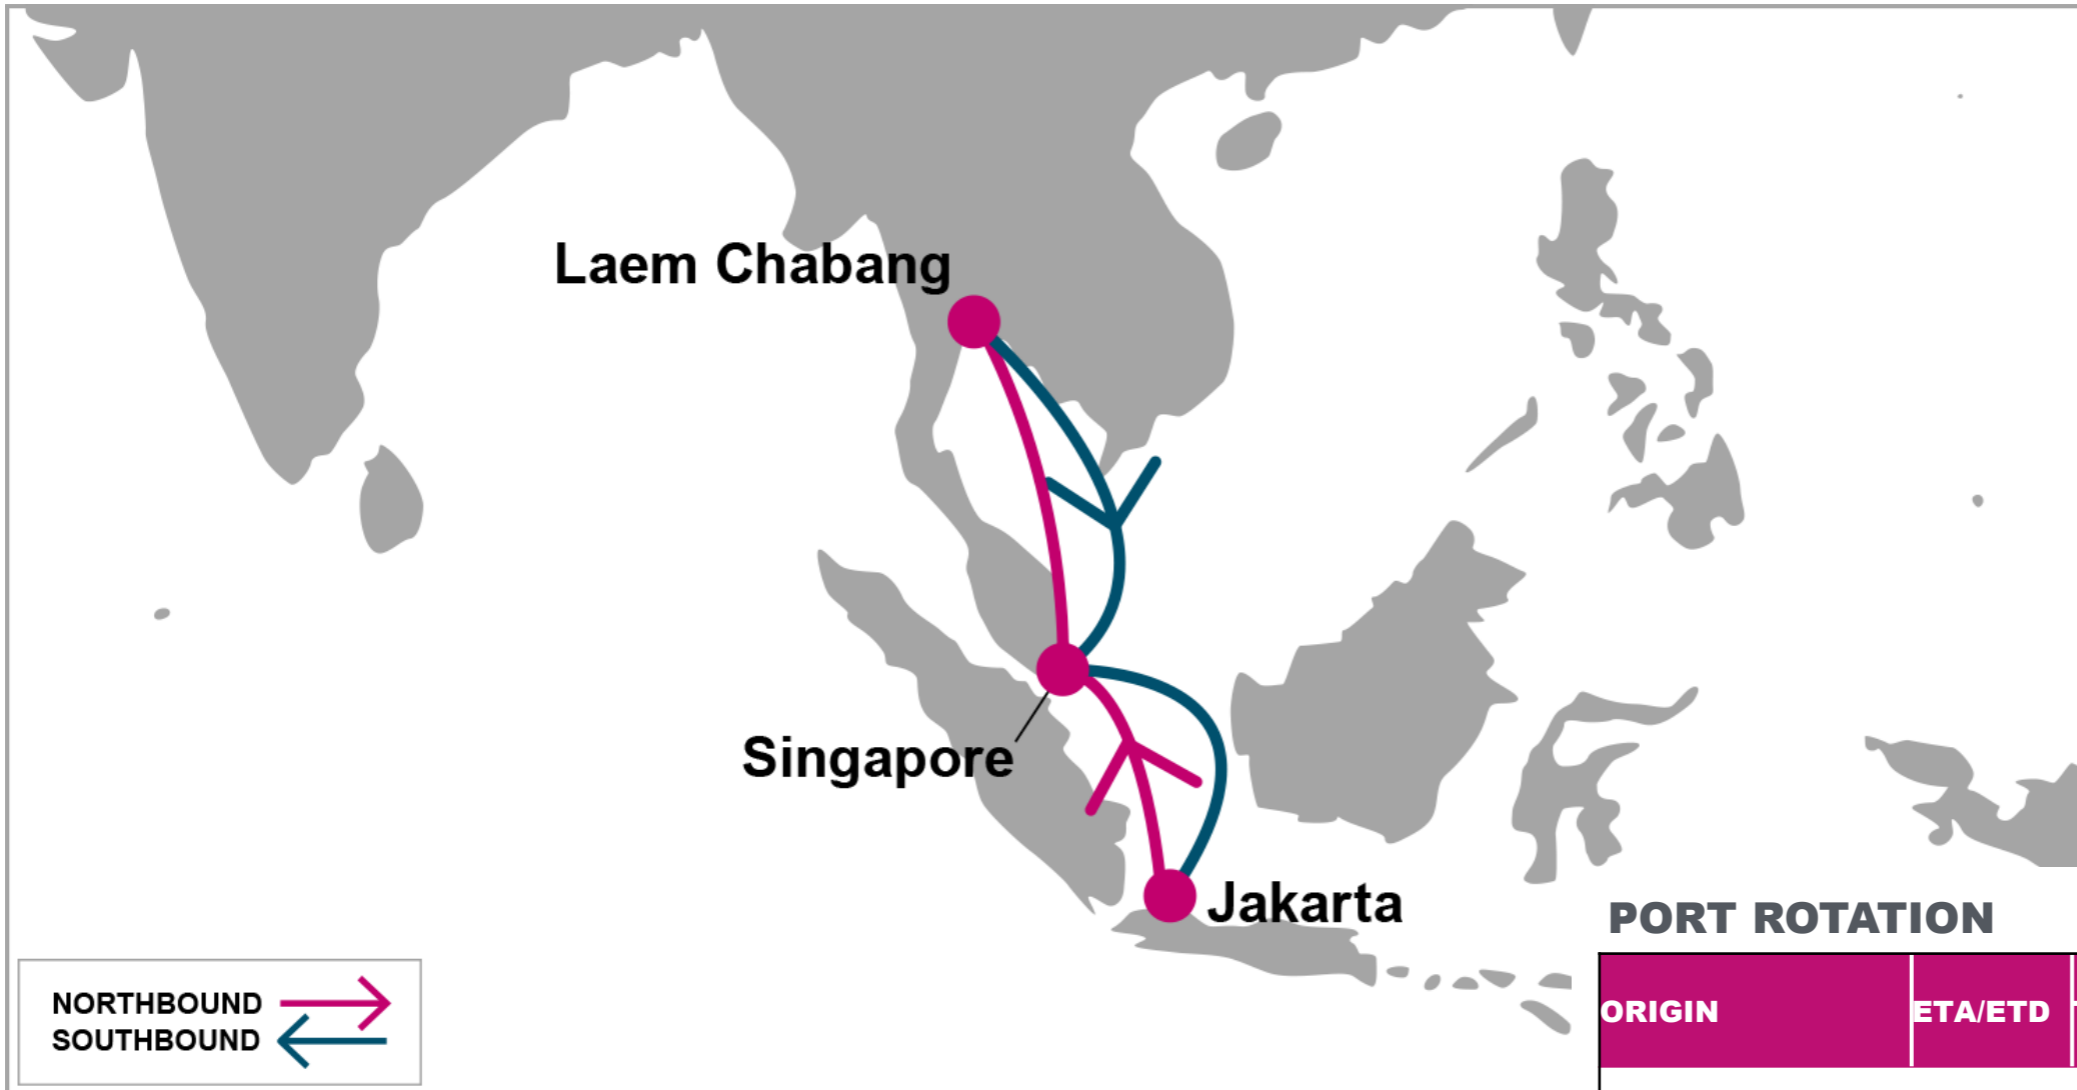 Laem Chabang
Singapore
Jakarta
PORT ROTATION
ORIGIN
ETA/ETD
NORTHBOUND
SOUTHBOUND